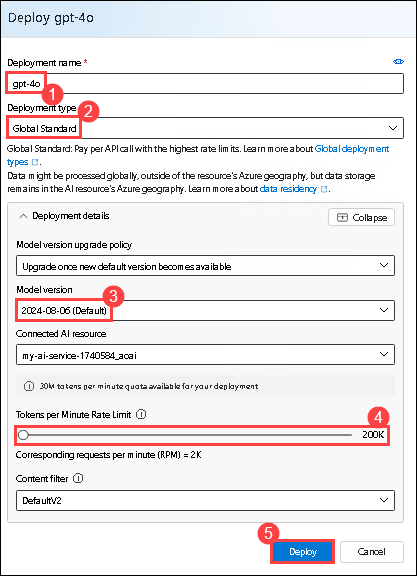 Deploy gpt-4o
Deployment name *
gpt-4o
1
Deployment type
2
Global Standard
Global Standard: Pay per API call with the highest rate limits. Learn more about Global deployment
types
Data might be processed globally, outside of the resource's Azure geography, but data storage
remains in the AI resource's Azure geography. Learn more about data residency
Deployment details
Collapse
Model version upgrade policy
Upgrade once new default version becomes available
Model version
3
2024-08-06 (Default)
Connected AI resource
my-ai-service-1740584_aoai
30M tokens per minute quota available for your deployment
Tokens per Minute Rate Limit
4
200K
Corresponding requests per minute (RPM) = 2K
Content filter
DefaultV2
5
Deploy
Cancel